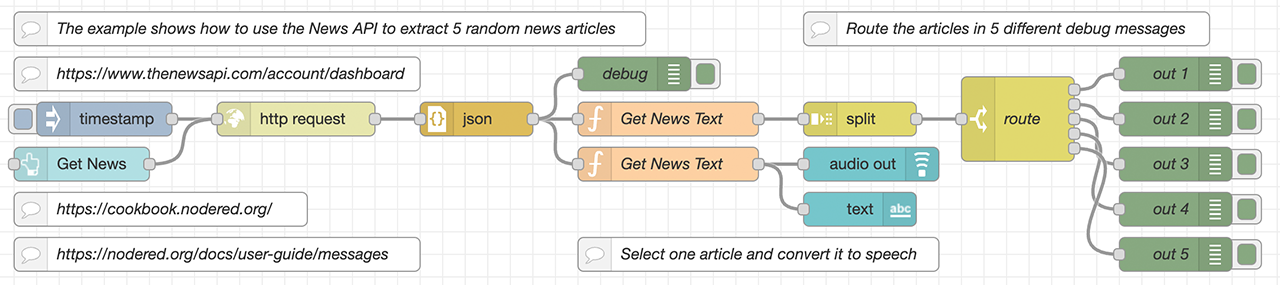 The example shows how to use the News API to extract 5 random news articles
Route the articles in 5 different debug messages
https://www.thenewsapi.com/account/dashboard
debug
out 1
timestamp
http request
json
Get News Text
split
route
out 2
Get News
Get News Text
audio out
out 3
https://cookbook.nodered.org/
text
abc
out 4
https://nodered.org/docs/user-guide/messages
Select one article and convert it to speech
out 5